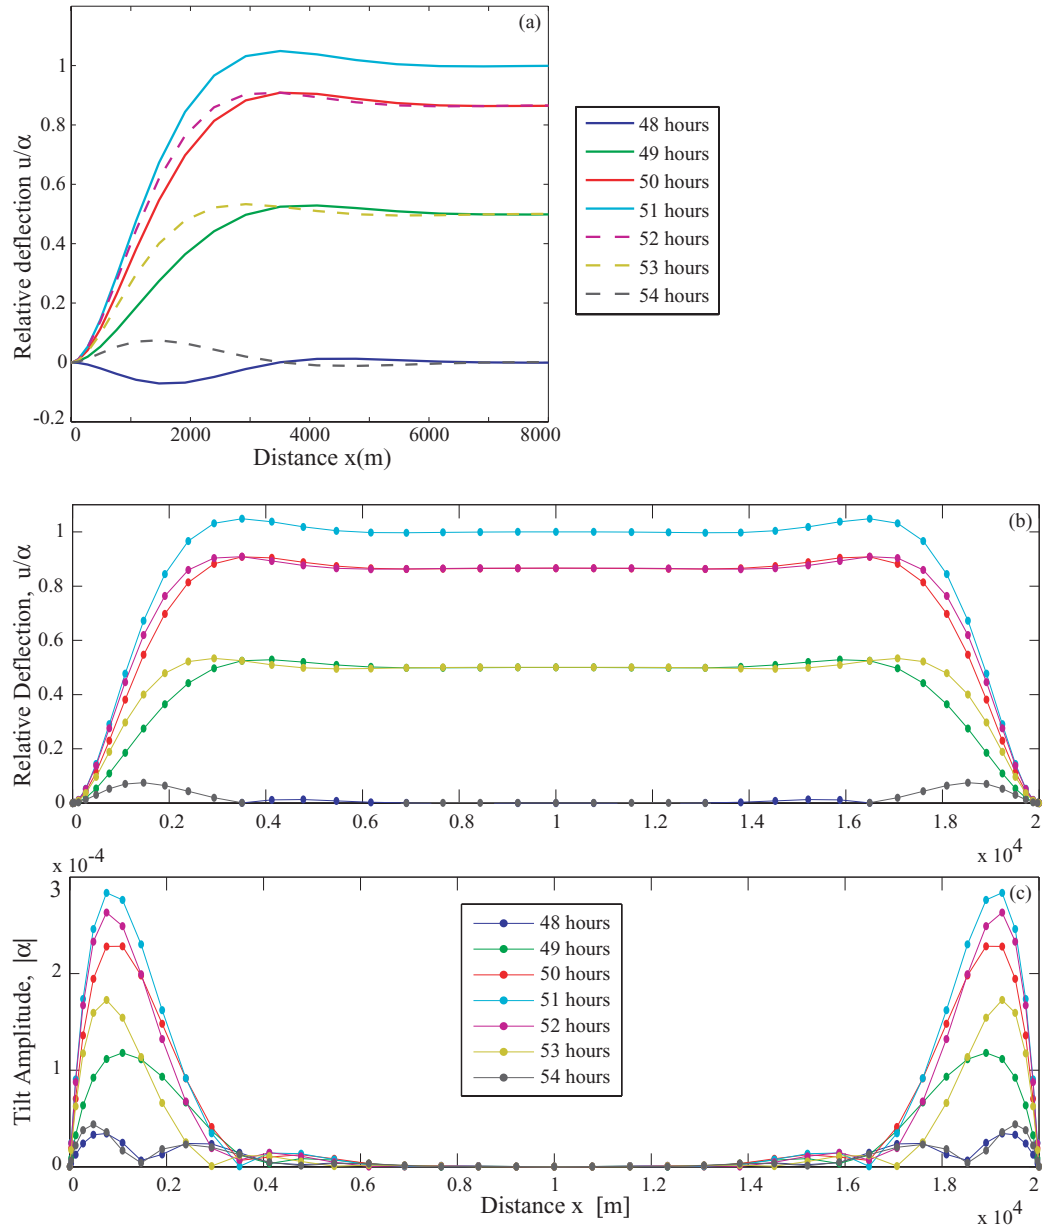 (a)
1
0.8
0.6
0.4
0.2
0
-0.2
Relative deflection u/α
0
2000
4000
6000
8000
Distance x(m)
48 hours
49 hours
50 hours
51 hours
52 hours
53 hours
54 hours
(b)
1
0.8
0.6
0.4
0.2
0
Relative Deflection, u/α
0
0.2
0.4
0.6
0.8
1
1.2
1.4
1.6
1.8
2
x 10⁴
x 10⁻⁴
(c)
3
2
1
0
Tilt Amplitude, |α|
48 hours
49 hours
50 hours
51 hours
52 hours
53 hours
54 hours
0
0.2
0.4
0.6
0.8
1
1.2
1.4
1.6
1.8
2
Distance x [m]
x 10⁴